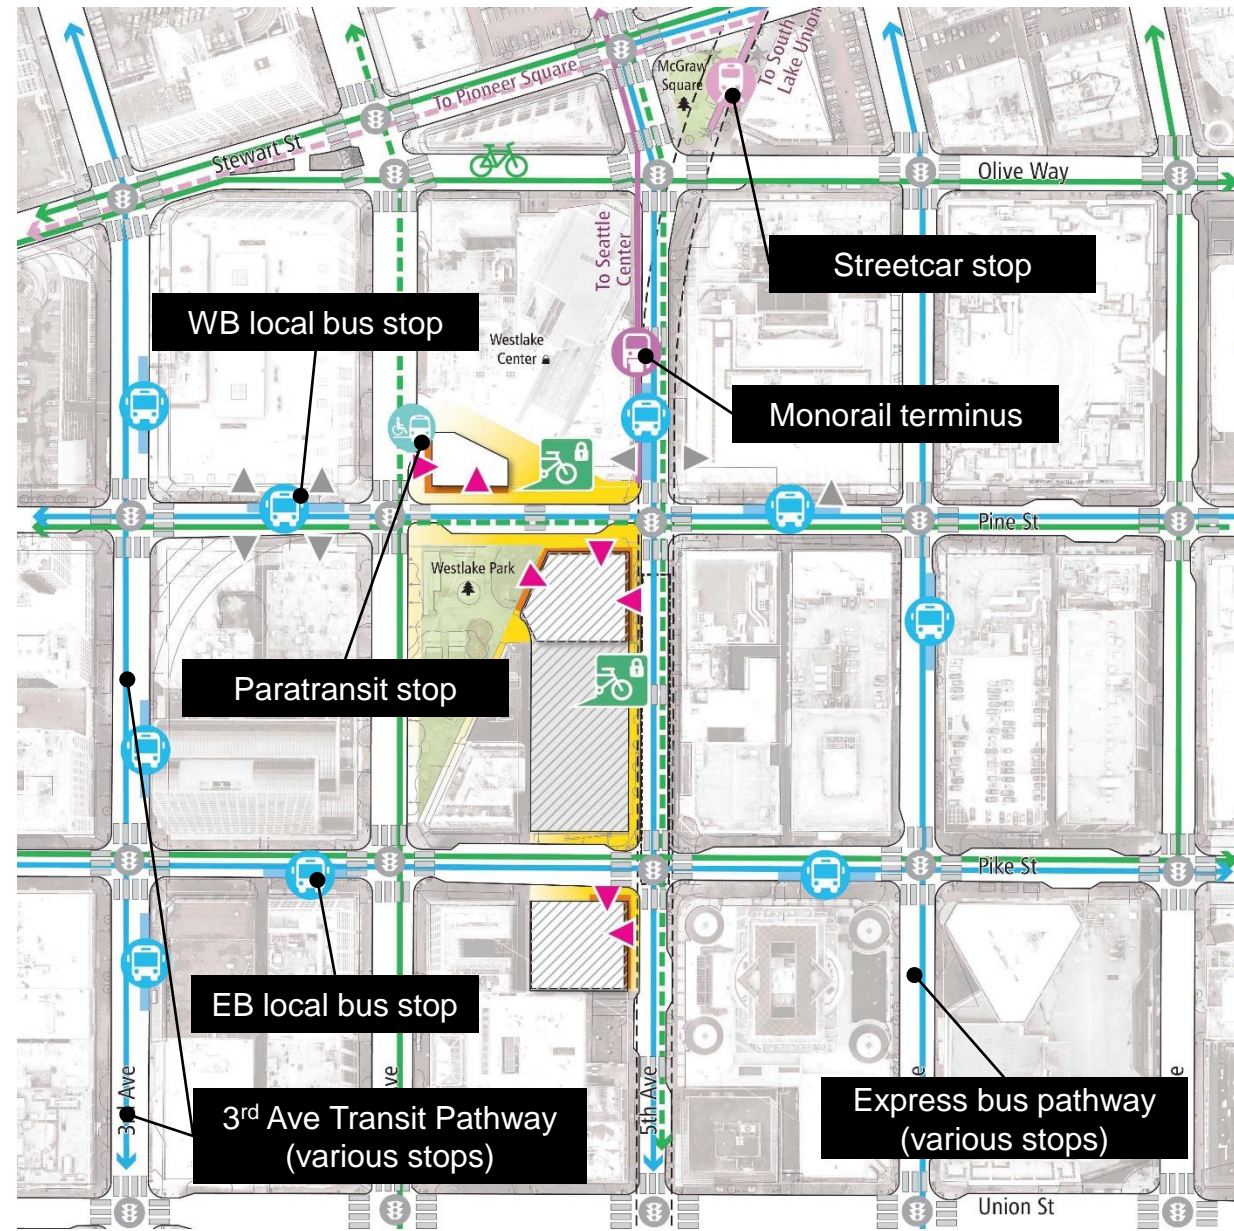 To Pioneer Square
McGraw
Square
To South
Lake Union
Stewart St
Olive Way
To Seattle
Center
Streetcar stop
WB local bus stop
Westlake
Center
Monorail terminus
Pine St
Westlake Park
Paratransit stop
Pike St
EB local bus stop
3rd Ave Transit Pathway
(various stops)
Ave
5th Ave
Express bus pathway
(various stops)
Union St